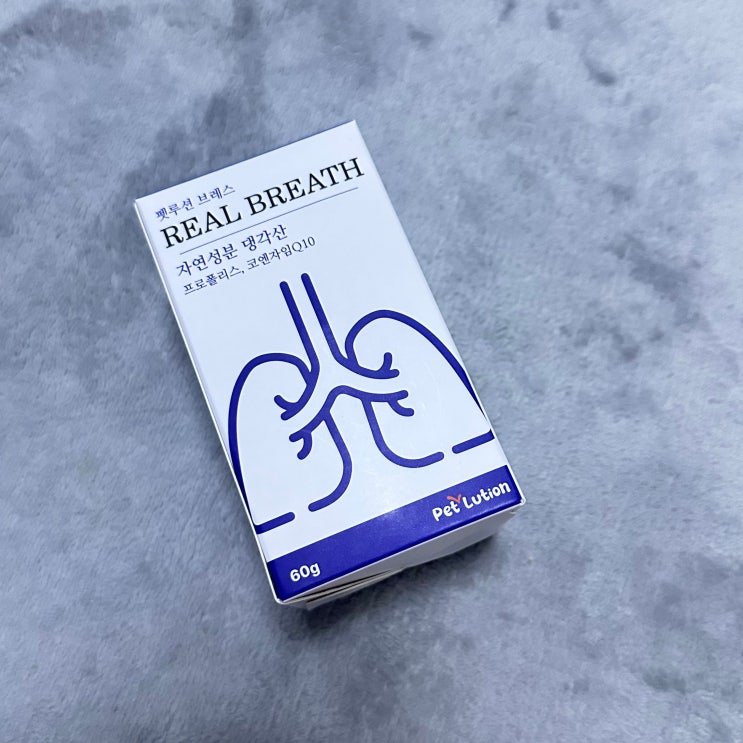 펫루션 브레스
REAL BREATH
자연성분 댕각산
프로폴리스, 코엔자임Q10
Pet Lution
60g